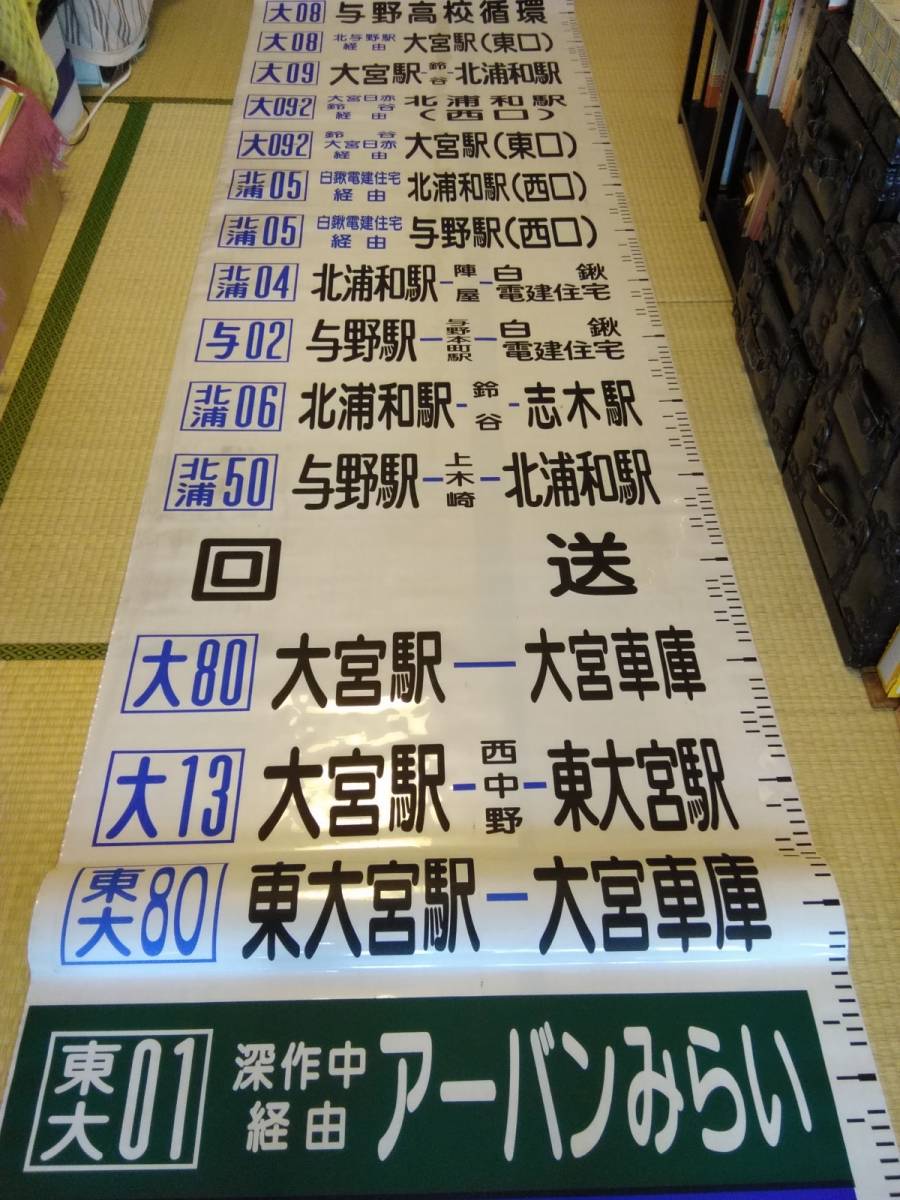 大08 与野高校循環
大08 北与野駅経由 大宮駅(東口)
大09 大宮駅-鈴谷-北浦和駅
大092 大宮日赤鈴谷経由 北浦和駅(西口)
大092 鈴谷大宮日赤経由 大宮駅(東口)
北浦05 白鍬電建住宅経由 北浦和駅(西口)
北浦05 白鍬電建住宅経由 与野駅(西口)
北浦04 北浦和駅-陣屋-白鍬電建住宅
与02 与野駅-与野本町駅-白鍬電建住宅
北浦06 北浦和駅-鈴谷-志木駅
北浦50 与野駅-上木崎-北浦和駅
回送
大80 大宮駅―大宮車庫
大13 大宮駅-西中野-東大宮駅
東大80 東大宮駅―大宮車庫
東大01 深作中経由 アーバンみらい